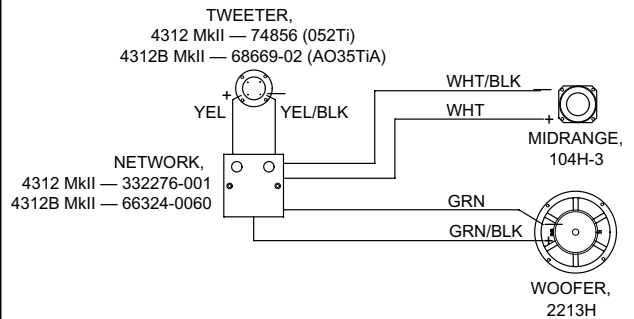 TWEETER,
4312 MkII — 74856 (052Ti)
4312B MkII — 68669-02 (AO35TiA)
+ —
YEL YEL/BLK
WHT/BLK —
WHT +
MIDRANGE,
104H-3
NETWORK,
4312 MkII — 332276-001
4312B MkII — 66324-0060
GRN —
GRN/BLK +
WOOFER,
2213H